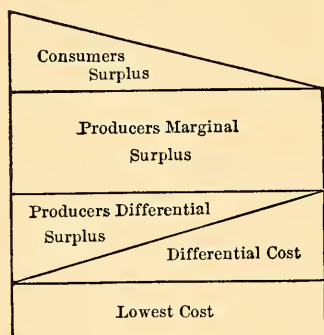 Consumers
Surplus
Producers Marginal
Surplus
Producers Differential
Surplus
Differential Cost
Lowest Cost